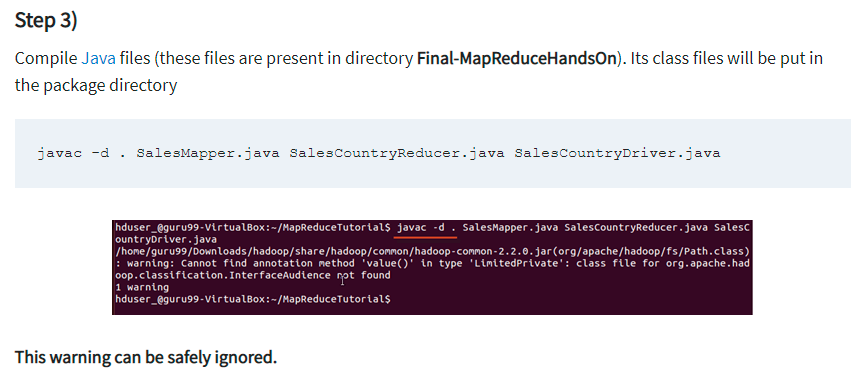 Step 3)
Compile Java files (these files are present in directory Final-MapReduceHandsOn). Its class files will be put in
the package directory
javac -d . SalesMapper.java SalesCountryReducer.java SalesCountryDriver.java
hduser_@guru99-VirtualBox:~/MapReduceTutorial$ javac -d . SalesMapper.java SalesCountryReducer.java SalesC
ountryDriver.java
/home/guru99/Downloads/hadoop/share/hadoop/common/hadoop-common-2.2.0.jar(org/apache/hadoop/fs/Path.class)
: warning: Cannot find annotation method 'value()' in type 'LimitedPrivate': class file for org.apache.had
oop.classification.InterfaceAudience not found
1 warning
hduser_@guru99-VirtualBox:~/MapReduceTutorial$
This warning can be safely ignored.